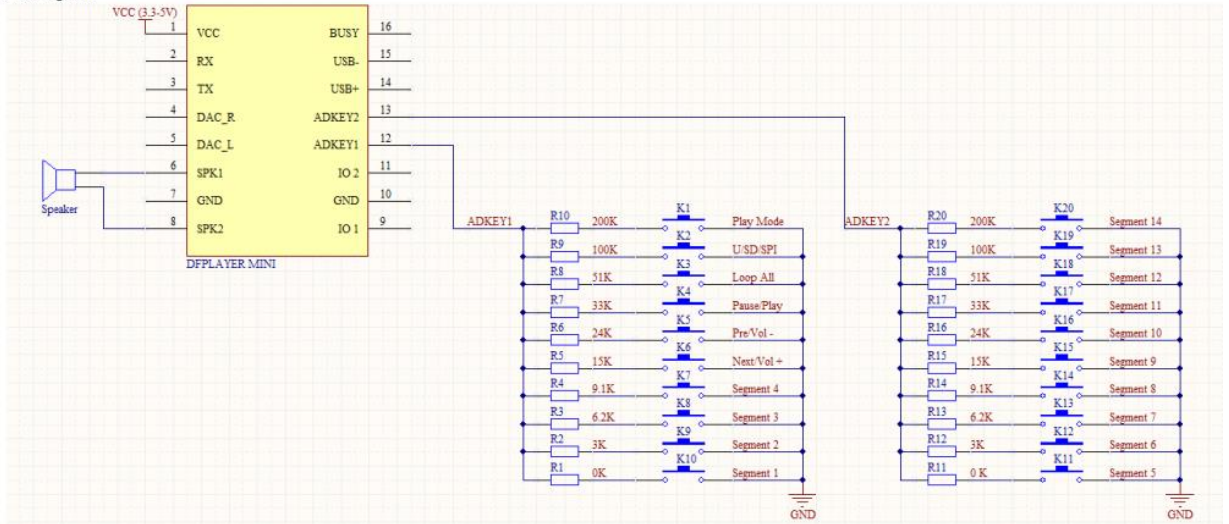 VCC (3.3-5V)
1 VCC BUSY 16
2 RX USB- 15
3 TX USB+ 14
4 DAC_R ADKEY2 13
5 DAC_L ADKEY1 12
6 SPK1 IO 2 11
7 GND GND 10
8 SPK2 IO 1 9
Speaker
DFPLAYER MINI
ADKEY1 R10 200K K1 Play Mode
R9 100K K2 U/SD/SPI
R8 51K K3 Loop All
R7 33K K4 Pause/Play
R6 24K K5 Pre/Vol -
R5 15K K6 Next/Vol +
R4 9.1K K7 Segment 4
R3 6.2K K8 Segment 3
R2 3K K9 Segment 2
R1 0K K10 Segment 1
GND
ADKEY2 R20 200K K20 Segment 14
R19 100K K19 Segment 13
R18 51K K18 Segment 12
R17 33K K17 Segment 11
R16 24K K16 Segment 10
R15 15K K15 Segment 9
R14 9.1K K14 Segment 8
R13 6.2K K13 Segment 7
R12 3K K12 Segment 6
R11 0 K K11 Segment 5
GND